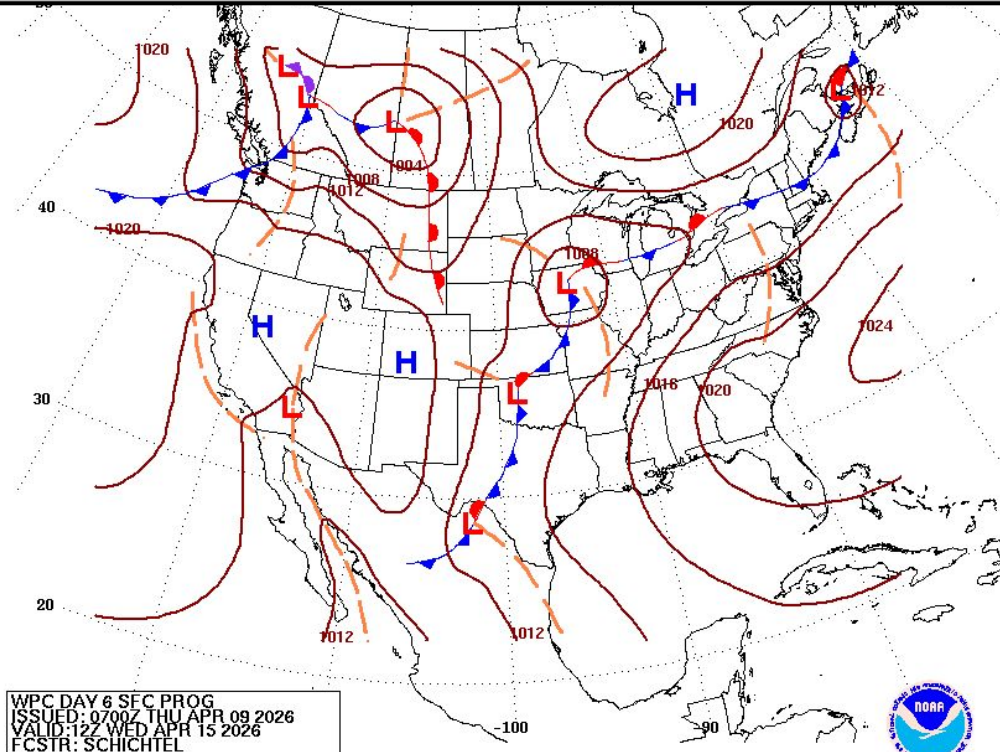 1020
L
L
L
1004
1008
1012
H
1020
L
1012
40
1020
1008
L
H
H
1024
30
L
L
1016
1020
L
20
1012
1012
-100
-90
WPC DAY 6 SFC PROG
ISSUED: 0700Z THU APR 09 2026
VALID:12Z WED APR 15 2026
FCSTR: SCHICHTEL
NOAA